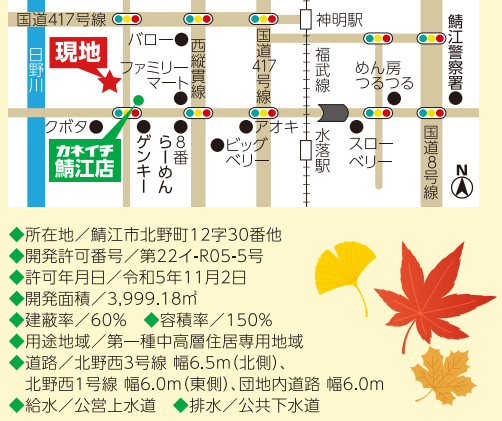 国道417号線
神明駅
鯖江警察署
バロー
西縦貫線
国道417号線
福武線
日野川
現地
ファミリーマート
めん房
つるつる
クボタ
カネイチ
鯖江店
ゲンキー
8番
らーめん
ビッグ
ベリー
アオキ
水落駅
スロー
ベリー
国道8号線
N
◆所在地／鯖江市北野町12字30番他
◆開発許可番号／第22イ-R05-5号
◆許可年月日／令和5年11月2日
◆開発面積／3,999.18㎡
◆建蔽率／60% ◆容積率／150%
◆用途地域／第一種中高層住居専用地域
◆道路／北野西3号線 幅6.5m(北側)、
北野西1号線 幅6.0m(東側)、団地内道路 幅6.0m
◆給水／公営上水道 ◆排水／公共下水道